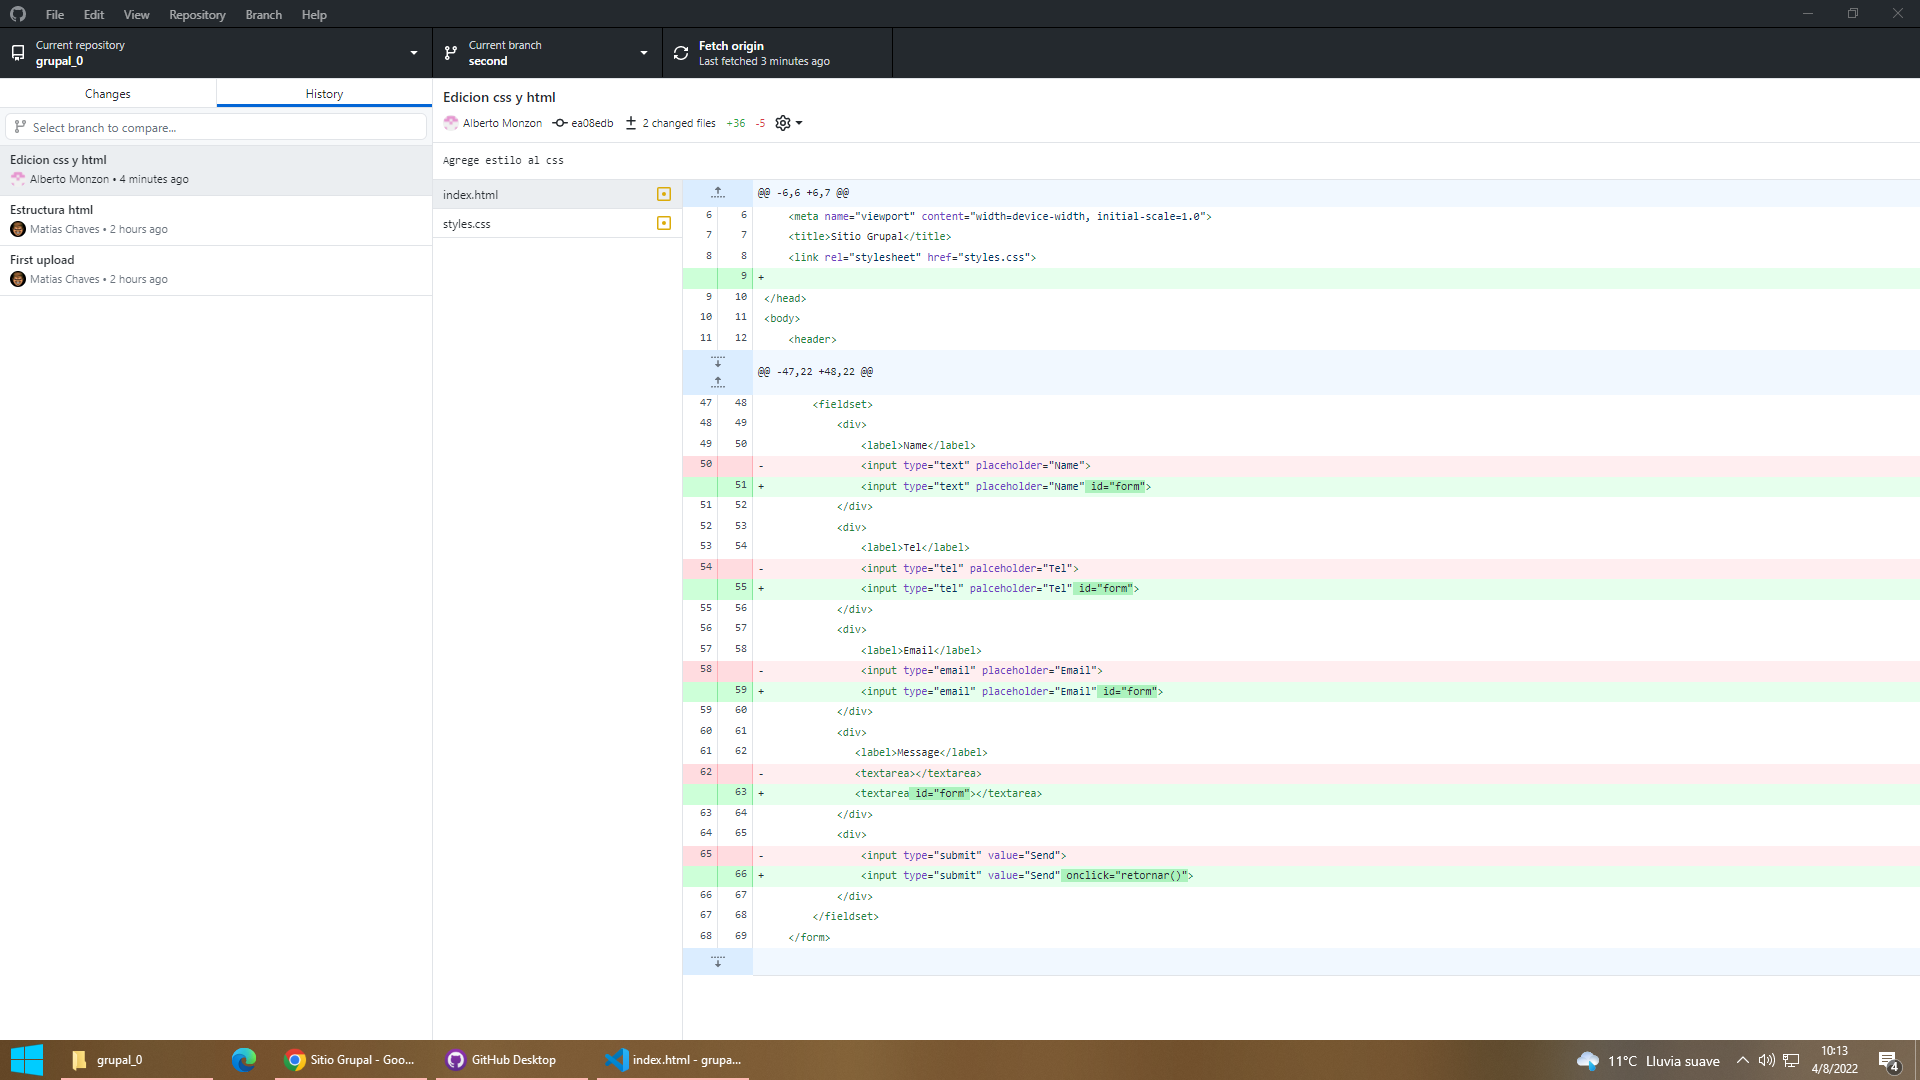 File Edit View Repository Branch Help
Current repository
grupal_0
Current branch
second
Fetch origin
Last fetched 3 minutes ago
Changes
History
Select branch to compare...
Edicion css y html
Alberto Monzon • 4 minutes ago
Estructura html
Matias Chaves • 2 hours ago
First upload
Matias Chaves • 2 hours ago
Edicion css y html
Alberto Monzon ea08edb 2 changed files +36 -5
Agrege estilo al css
index.html
styles.css
@@ -6,6 +6,7 @@
6 6 <meta name="viewport" content="width=device-width, initial-scale=1.0">
7 7 <title>Sitio Grupal</title>
8 8 <link rel="stylesheet" href="styles.css">
9 +
9 10 </head>
10 11 <body>
11 12 <header>
@@ -47,22 +48,22 @@
47 48 <fieldset>
48 49 <div>
49 50 <label>Name</label>
50 - <input type="text" placeholder="Name">
51 + <input type="text" placeholder="Name" id="form">
51 52 </div>
52 53 <div>
53 54 <label>Tel</label>
54 - <input type="tel" palceholder="Tel">
55 + <input type="tel" palceholder="Tel" id="form">
55 56 </div>
56 57 <div>
57 58 <label>Email</label>
58 - <input type="email" placeholder="Email">
59 + <input type="email" placeholder="Email" id="form">
59 60 </div>
60 61 <div>
61 62 <label>Message</label>
62 - <textarea></textarea>
63 + <textarea id="form"></textarea>
63 64 </div>
64 65 <div>
65 - <input type="submit" value="Send">
66 + <input type="submit" value="Send" onclick="retornar()">
66 67 </div>
67 68 </fieldset>
68 69 </form>
grupal_0
Sitio Grupal - Goo...
GitHub Desktop
index.html - grupa...
11°C Lluvia suave
10:13
4/8/2022
4